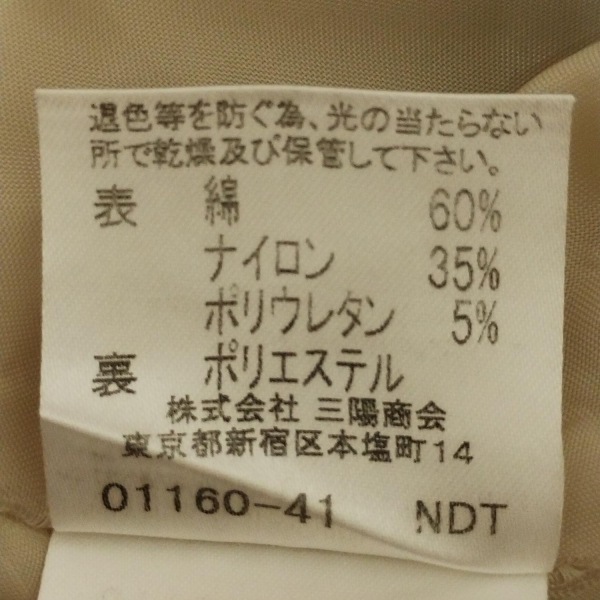 退色等を防ぐ為、光の当たらない
所で乾燥及び保管して下さい。
表 綿 60%
ナイロン 35%
ポリウレタン 5%
裏 ポリエステル
株式会社 三陽商会
東京都新宿区本塩町14
01160-41 NDT